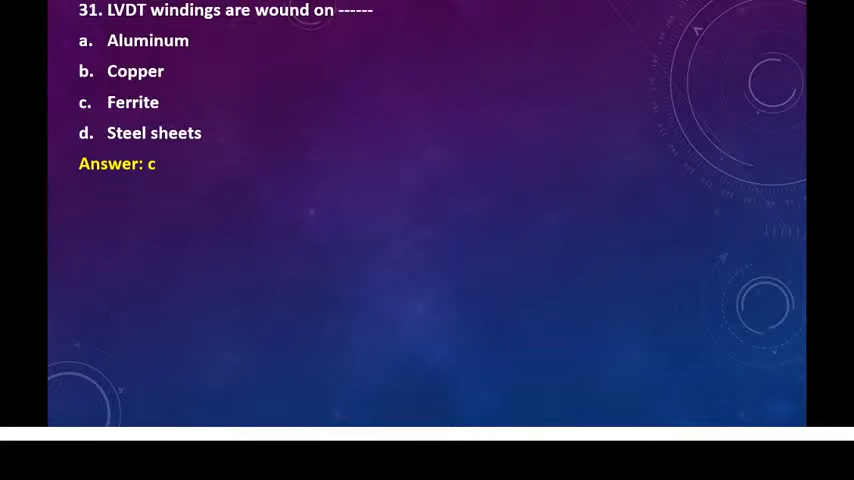 31. LVDT windings are wound on ------
a. Aluminum
b. Copper
c. Ferrite
d. Steel sheets
Answer: c